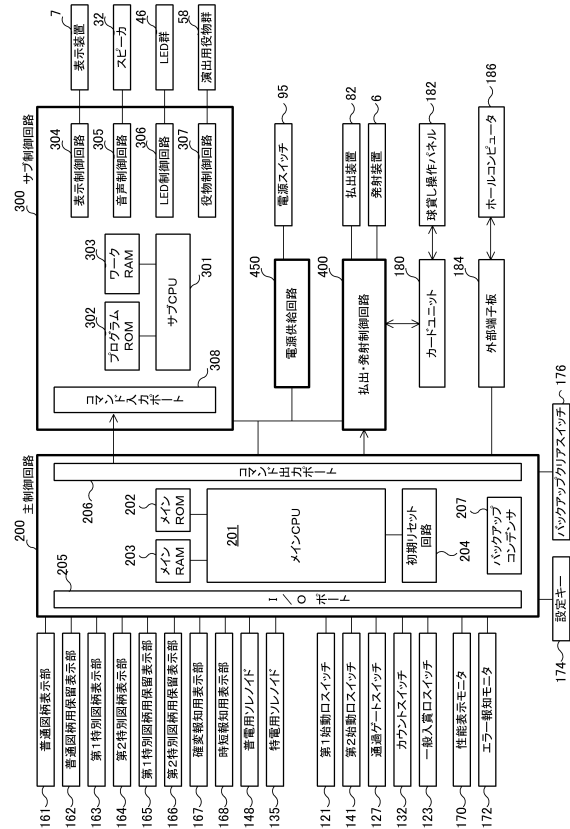 161
普通図柄表示部
162
普通図柄用保留表示部
163
第1特別図柄表示部
164
第2特別図柄表示部
165
第1特別図柄用保留表示部
166
第2特別図柄用保留表示部
167
確変報知用表示部
168
時短報知用表示部
148
普電用ソレノイド
135
特電用ソレノイド
121
第1始動口スイッチ
141
第2始動口スイッチ
127
通過ゲートスイッチ
132
カウントスイッチ
123
一般入賞口スイッチ
170
性能表示モニタ
172
エラー報知モニタ
200
主制御回路
205
I/Oポート
203
メインRAM
202
メインROM
206
コマンド出力ポート
201
メインCPU
初期リセット回路
204
207
バックアップコンデンサ
174
設定キー
バックアップクリアスイッチ
176
300
サブ制御回路
コマンド入力ポート
308
302
プログラムROM
303
ワークRAM
サブCPU
301
304
表示制御回路
305
音声制御回路
306
LED制御回路
307
役物制御回路
7
表示装置
32
スピーカ
46
LED群
58
演出用役物群
450
電源供給回路
電源スイッチ
95
400
払出・発射制御回路
払出装置
82
発射装置
6
180
カードユニット
球貸し操作パネル
182
184
外部端子板
ホールコンピュータ
186